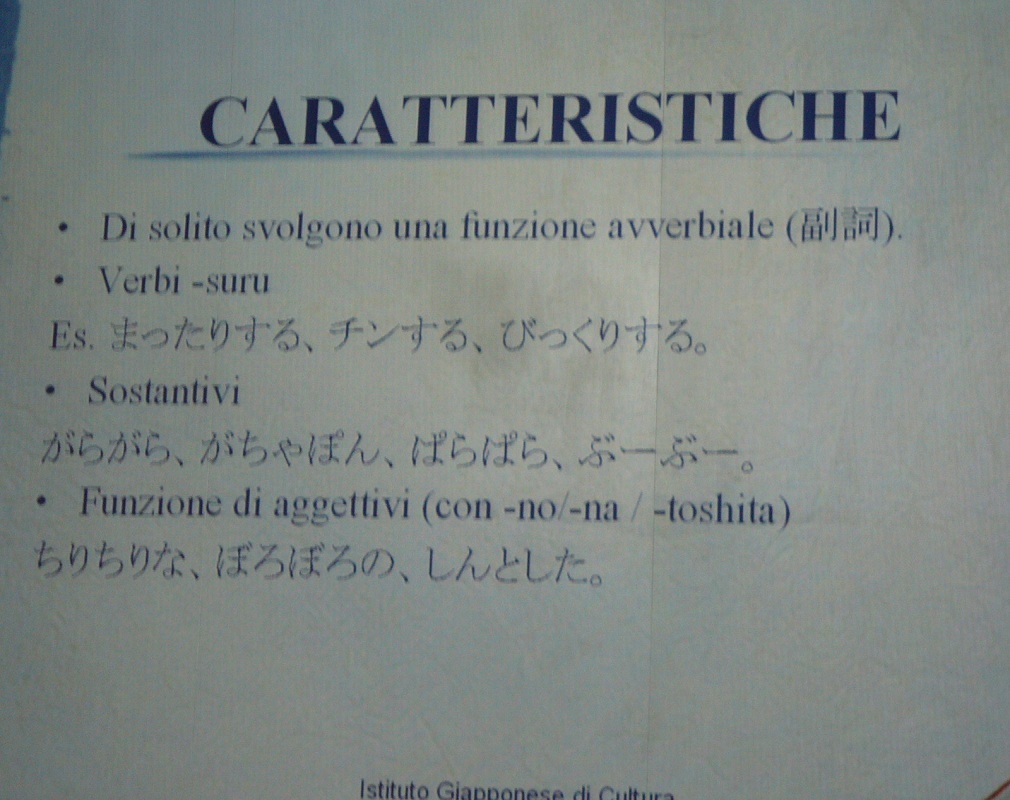 CARATTERISTICHE
• Di solito svolgono una funzione avverbiale (副詞).
• Verbi -suru
Es. まったりする、チンする、びっくりする。
• Sostantivi
がらがら、がちゃぽん、ぱらぱら、ぶーぶー。
• Funzione di aggettivi (con -no/-na / -toshita)
ちりちりな、ぼろぼろの、しんとした。
Istituto Giapponese di Cultura